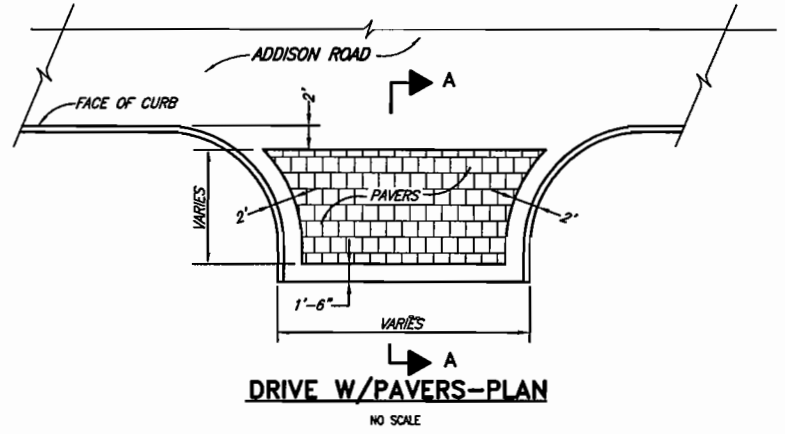 ADDISON ROAD
A
FACE OF CURB
2'
VARIES
PAVERS
2'
2'
1'-6"
VARIES
A
DRIVE W/PAVERS-PLAN
NO SCALE